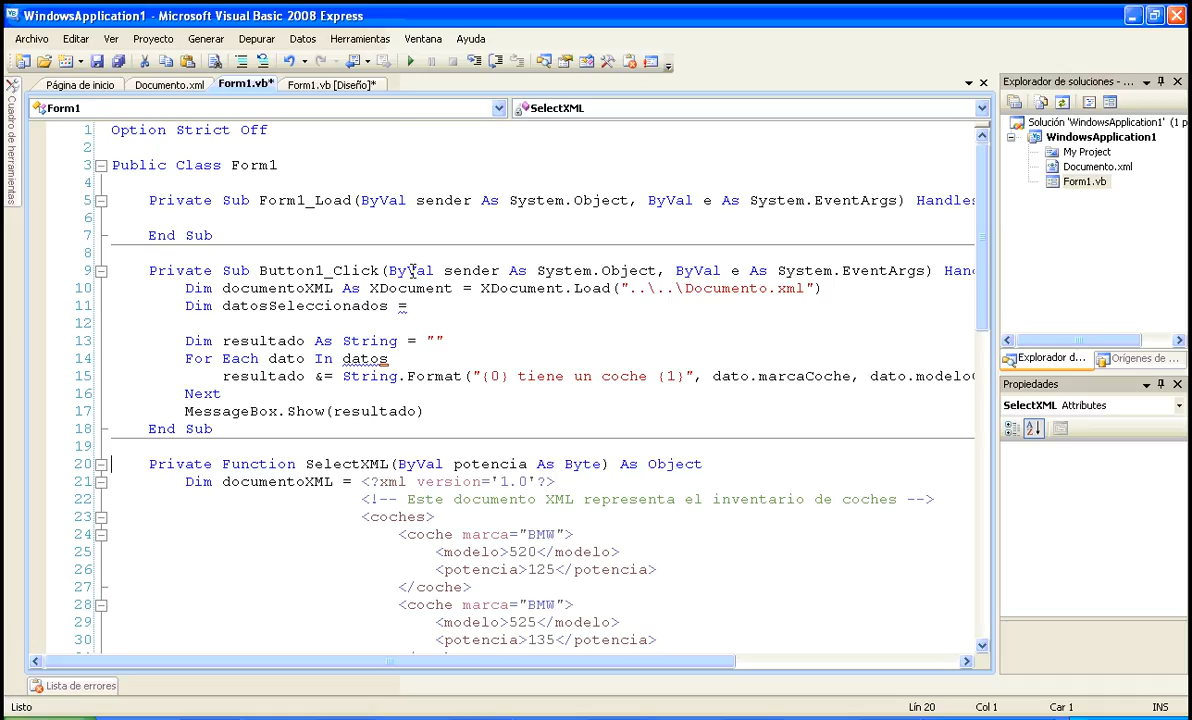 WindowsApplication1 - Microsoft Visual Basic 2008 Express
Archivo Editar Ver Proyecto Generar Depurar Datos Herramientas Ventana Ayuda
Página de inicio Documento.xml Form1.vb* Form1.vb [Diseño]*
Cuadro de herramientas
Form1 SelectXML
1 Option Strict Off
2
3 Public Class Form1
4
5 Private Sub Form1_Load(ByVal sender As System.Object, ByVal e As System.EventArgs) Handles
6
7 End Sub
8
9 Private Sub Button1_Click(ByVal sender As System.Object, ByVal e As System.EventArgs) Han
10 Dim documentoXML As XDocument = XDocument.Load("..\..\Documento.xml")
11 Dim datosSeleccionados =
12
13 Dim resultado As String = ""
14 For Each dato In datos
15 resultado &= String.Format("{0} tiene un coche {1}", dato.marcaCoche, dato.modeloC
16 Next
17 MessageBox.Show(resultado)
18 End Sub
19
20 Private Function SelectXML(ByVal potencia As Byte) As Object
21 Dim documentoXML = <?xml version='1.0'?>
22 <!-- Este documento XML representa el inventario de coches -->
23 <coches>
24 <coche marca="BMW">
25 <modelo>520</modelo>
26 <potencia>125</potencia>
27 </coche>
28 <coche marca="BMW">
29 <modelo>525</modelo>
30 <potencia>135</potencia>
Explorador de soluciones ...
Solución 'WindowsApplication1' (1 p
WindowsApplication1
My Project
Documento.xml
Form1.vb
Explorador d... Orígenes de ...
Propiedades
SelectXML Attributes
Lista de errores
Listo Lín 20 Col 1 Car 1 INS